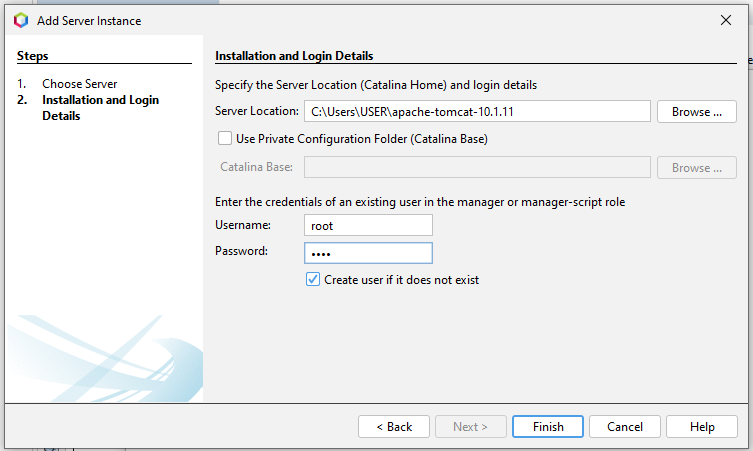 Add Server Instance
Steps
1. Choose Server
2. Installation and Login
Details
Installation and Login Details
Specify the Server Location (Catalina Home) and login details
Server Location: C:\Users\USER\apache-tomcat-10.1.11 Browse ...
Use Private Configuration Folder (Catalina Base)
Catalina Base: Browse ...
Enter the credentials of an existing user in the manager or manager-script role
Username: root
Password: ••••
Create user if it does not exist
< Back Next > Finish Cancel Help